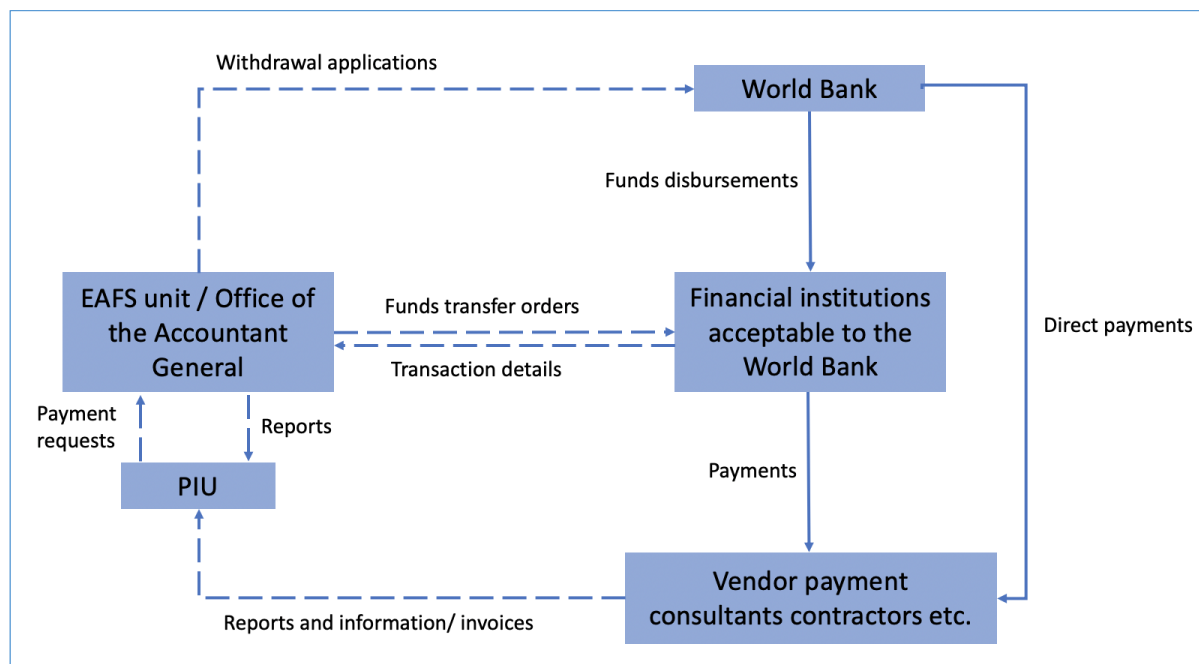 Withdrawal applications
World Bank
Funds disbursements
EAFS unit / Office of
the Accountant
General
Funds transfer orders
Transaction details
Financial institutions
acceptable to the
World Bank
Direct payments
Payment
requests
Reports
PIU
Payments
Vendor payment
consultants contractors etc.
Reports and information/ invoices